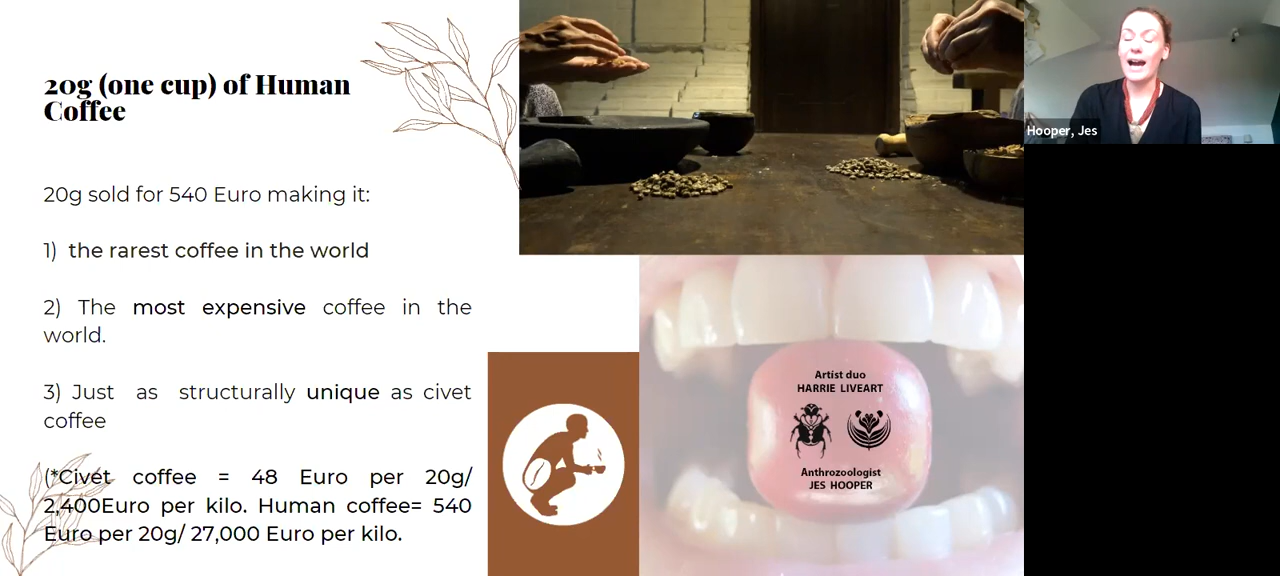 20g (one cup) of Human
Coffee
20g sold for 540 Euro making it:
1) the rarest coffee in the world
2) The most expensive coffee in the
world.
3) Just as structurally unique as civet
coffee
(*Civet coffee = 48 Euro per 20g/
2,400Euro per kilo. Human coffee= 540
Euro per 20g/ 27,000 Euro per kilo.
Artist duo
HARRIE LIVEART
Anthrozoologist
JES HOOPER
Hooper, Jes